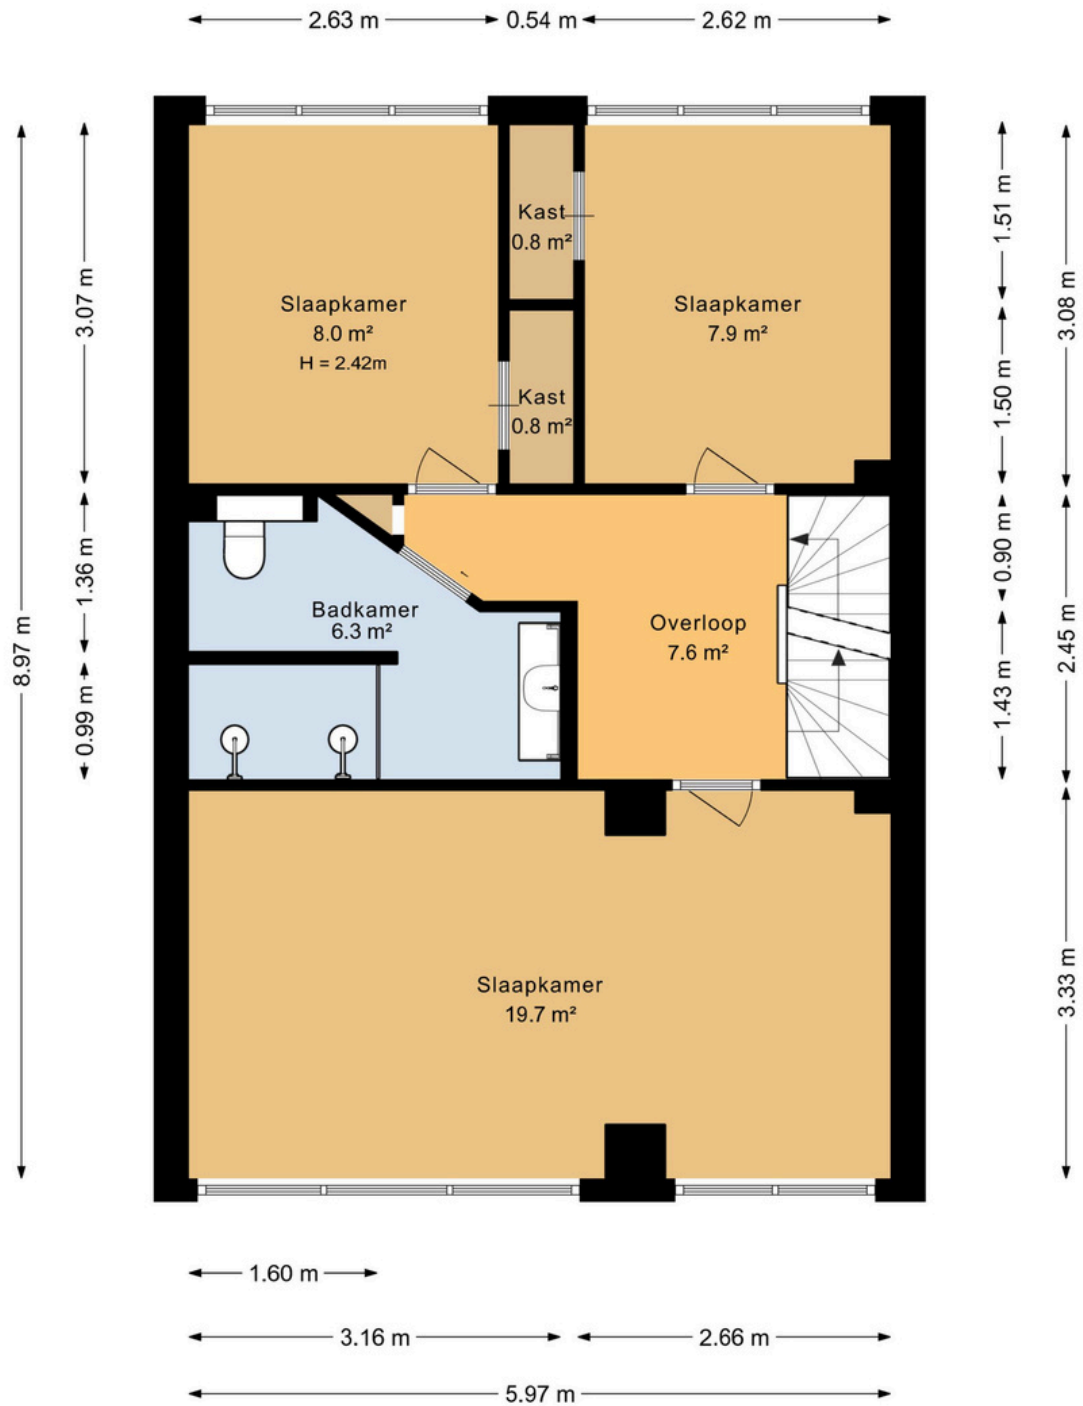 2.63 m
0.54 m
2.62 m
Kast
0.8 m²
Slaapkamer
8.0 m²
H = 2.42m
Slaapkamer
7.9 m²
Kast
0.8 m²
3.07 m
1.36 m
0.99 m
8.97 m
1.51 m
1.50 m
0.90 m
1.43 m
3.08 m
2.45 m
3.33 m
Badkamer
6.3 m²
Overloop
7.6 m²
Slaapkamer
19.7 m²
1.60 m
3.16 m
2.66 m
5.97 m